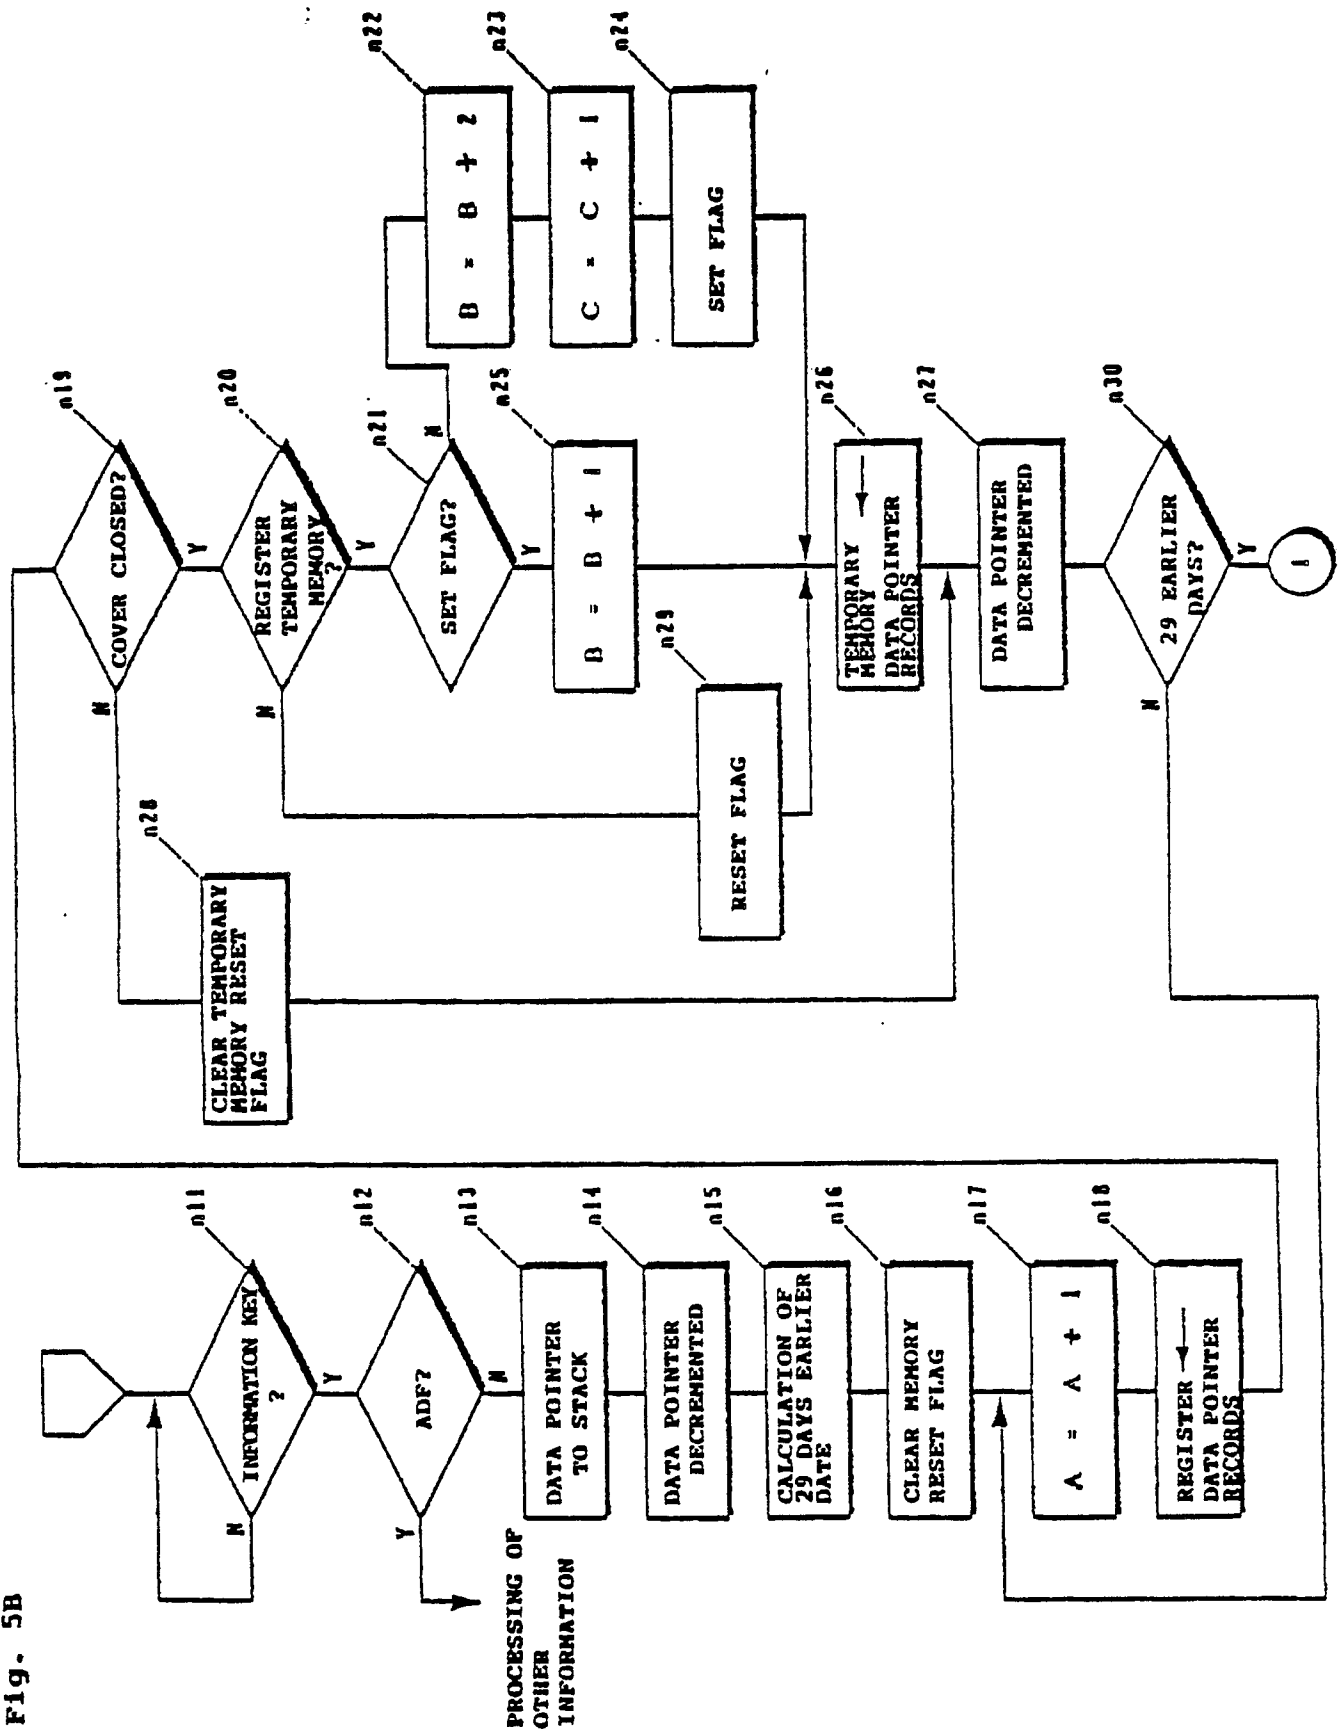 Fig. 5B
n11
INFORMATION KEY
?
N
Y
n12
ADF?
Y
N
PROCESSING OF
OTHER
INFORMATION
n13
DATA POINTER
TO STACK
n14
DATA POINTER
DECREMENTED
n15
CALCULATION OF
29 DAYS EARLIER
DATE
n16
CLEAR MEMORY
RESET FLAG
n17
A = A + 1
n18
REGISTER ←
DATA POINTER
RECORDS
n19
COVER CLOSED?
N
Y
n28
CLEAR TEMPORARY
MEMORY RESET
FLAG
n20
REGISTER
TEMPORARY
MEMORY
?
N
Y
n21
SET FLAG?
N
Y
n22
B = B + 2
n23
C = C + 1
n24
SET FLAG
n25
B = B + 1
n29
RESET FLAG
n26
TEMPORARY
MEMORY ←
DATA POINTER
RECORDS
n27
DATA POINTER
DECREMENTED
n30
29 EARLIER
DAYS?
N
Y
A